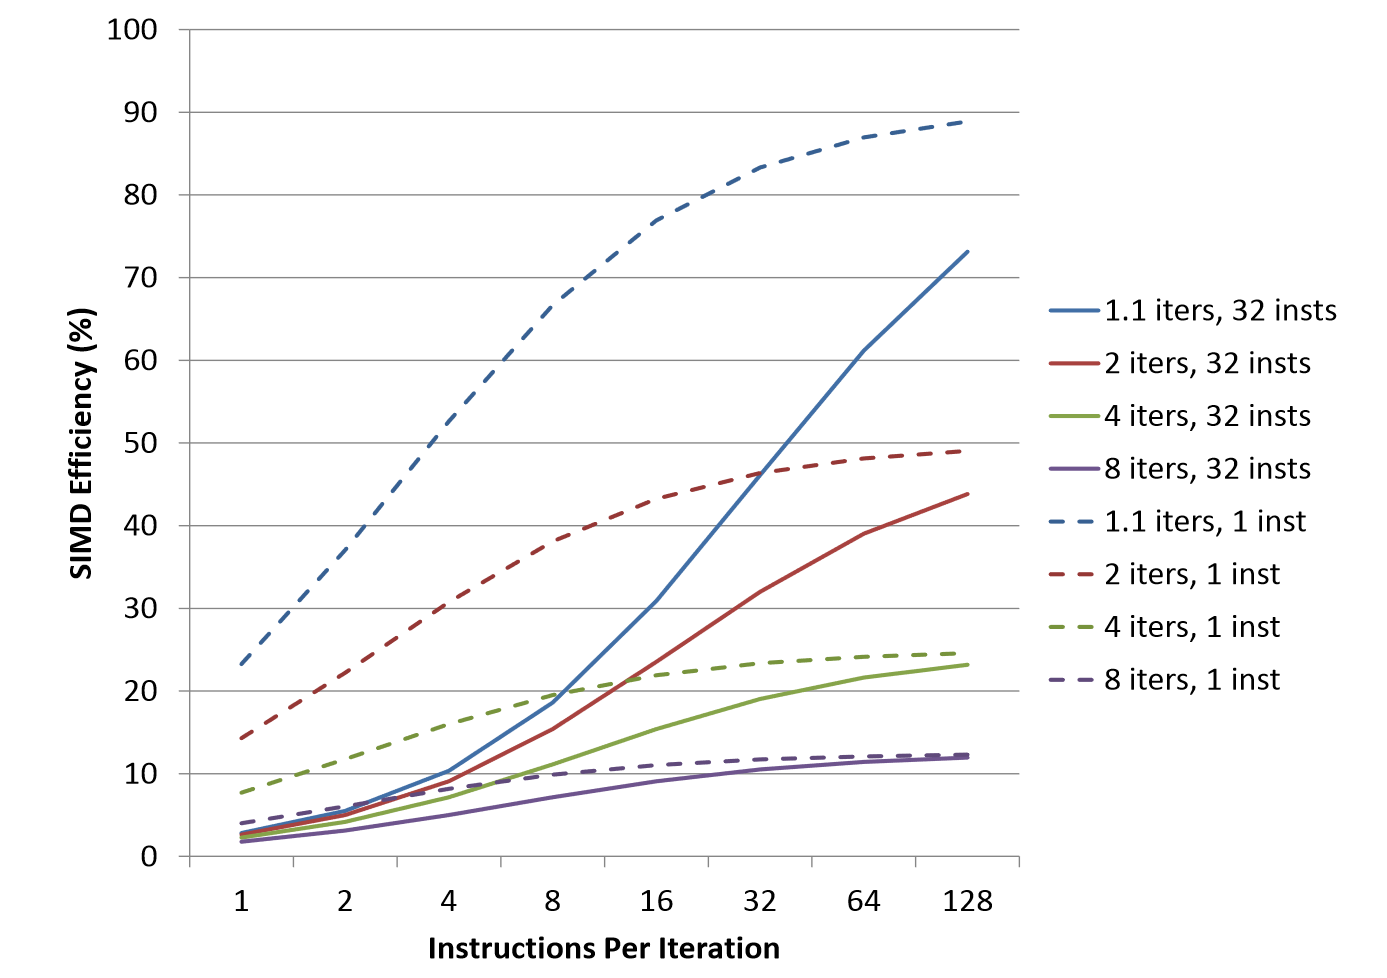 100
90
80
70
60
50
40
30
20
10
0
SIMD Efficiency (%)
1 2 4 8 16 32 64 128
Instructions Per Iteration
1.1 iters, 32 insts
2 iters, 32 insts
4 iters, 32 insts
8 iters, 32 insts
1.1 iters, 1 inst
2 iters, 1 inst
4 iters, 1 inst
8 iters, 1 inst